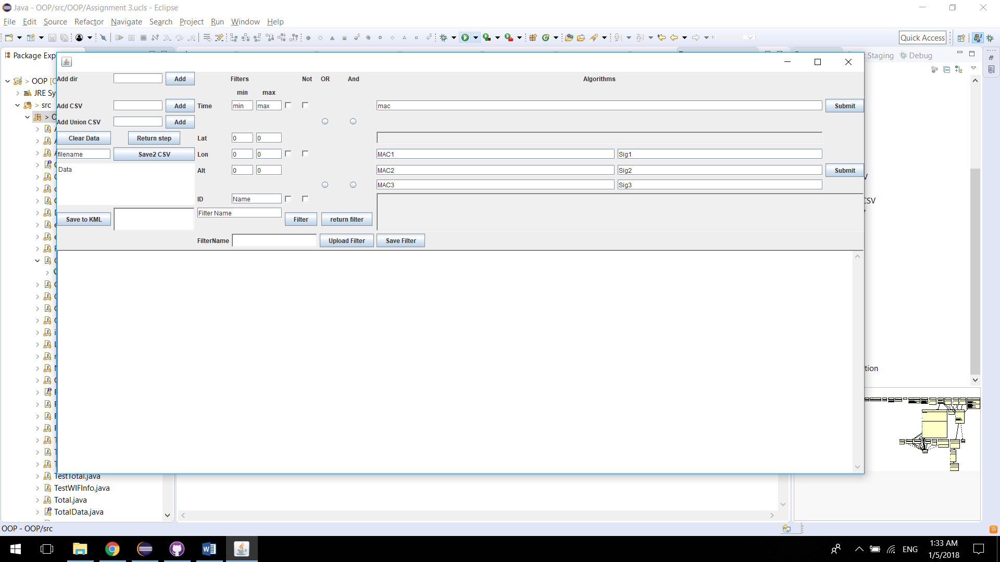 Java - OOP/src/OOP/Assignment 3.ucls - Eclipse
File Edit Source Refactor Navigate Search Project Run Window Help
Quick Access
Package Exp
Staging Debug
> OOP
JRE Sy
> src
Add dir Add Filters Not OR And Algorithms
min max
Add CSV Add Time min max mac Submit
Add Union CSV Add
Clear Data Return step Lat 0 0
filename Save2 CSV Lon 0 0 MAC1 Sig1
Data Alt 0 0 MAC2 Sig2 Submit
MAC3 Sig3
ID Name
Filter Name
Save to KML Filter return filter
FilterName Upload Filter Save Filter
tion
TestTotal.java
TestWIFInfo.java
Total.java
TotalData.java
OOP - OOP/src
ENG
1:33 AM
1/5/2018